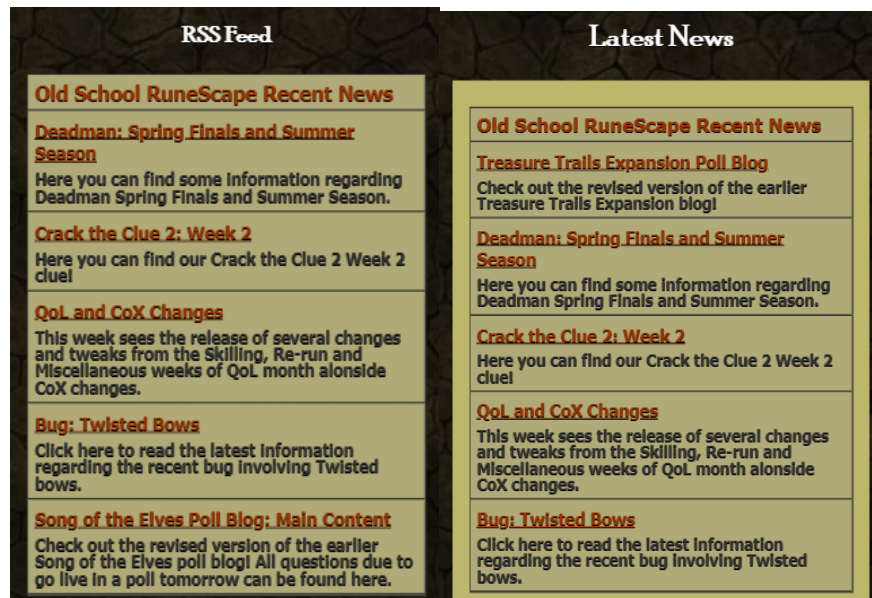 RSS Feed
Old School RuneScape Recent News
Deadman: Spring Finals and Summer
Season
Here you can find some information regarding
Deadman Spring Finals and Summer Season.
Crack the Clue 2: Week 2
Here you can find our Crack the Clue 2 Week 2
clue!
QoL and CoX Changes
This week sees the release of several changes
and tweaks from the Skilling, Re-run and
Miscellaneous weeks of QoL month alonside
CoX changes.
Bug: Twisted Bows
Click here to read the latest information
regarding the recent bug involving Twisted
bows.
Song of the Elves Poll Blog: Main Content
Check out the revised version of the earlier
Song of the Elves poll blog! All questions due to
go live in a poll tomorrow can be found here.
Latest News
Old School RuneScape Recent News
Treasure Trails Expansion Poll Blog
Check out the revised version of the earlier
Treasure Trails Expansion blog!
Deadman: Spring Finals and Summer
Season
Here you can find some information regarding
Deadman Spring Finals and Summer Season.
Crack the Clue 2: Week 2
Here you can find our Crack the Clue 2 Week 2
clue!
QoL and CoX Changes
This week sees the release of several changes
and tweaks from the Skilling, Re-run and
Miscellaneous weeks of QoL month alonside
CoX changes.
Bug: Twisted Bows
Click here to read the latest information
regarding the recent bug involving Twisted
bows.